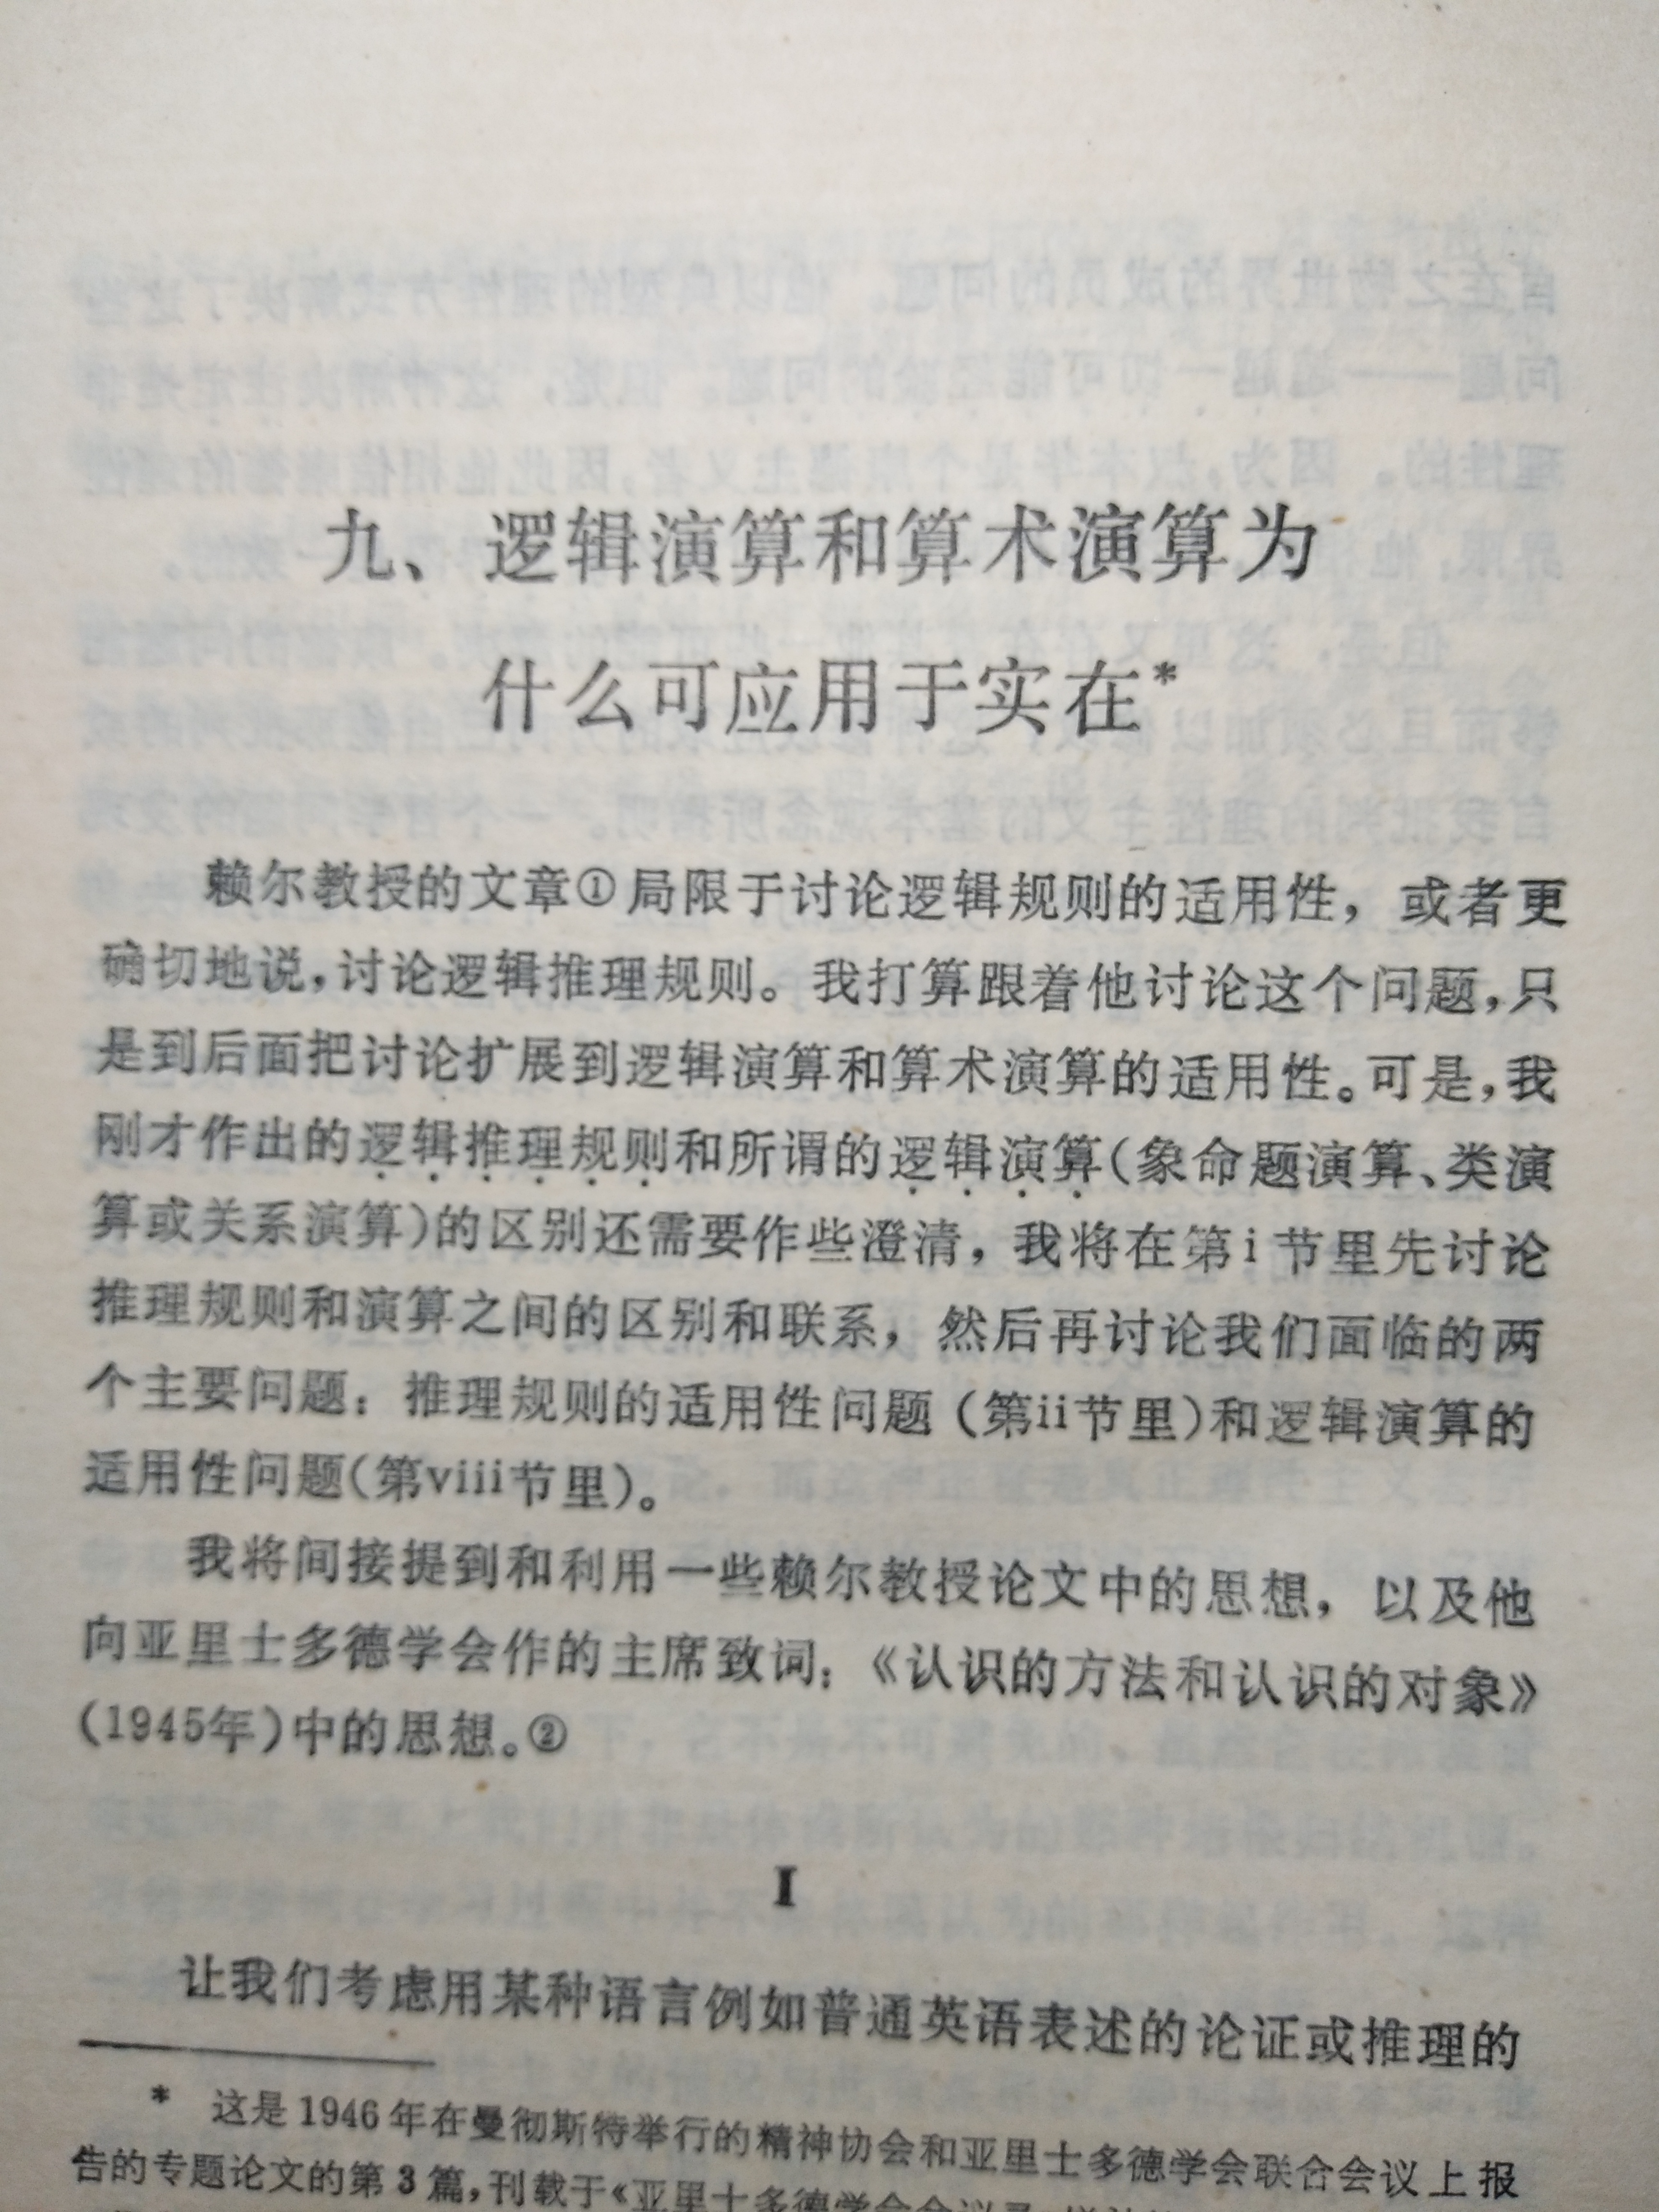 九、逻辑演算和算术演算为
什么可应用于实在*
赖尔教授的文章①局限于讨论逻辑规则的适用性，或者更
确切地说，讨论逻辑推理规则。我打算跟着他讨论这个问题，只
是到后面把讨论扩展到逻辑演算和算术演算的适用性。可是，我
刚才作出的逻辑推理规则和所谓的逻辑演算（象命题演算、类演
算或关系演算）的区别还需要作些澄清，我将在第i节里先讨论
推理规则和演算之间的区别和联系，然后再讨论我们面临的两
个主要问题：推理规则的适用性问题（第ii节里）和逻辑演算的
适用性问题（第viii节里）。
我将间接提到和利用一些赖尔教授论文中的思想，以及他
向亚里士多德学会作的主席致词：《认识的方法和认识的对象》
（1945年）中的思想。②
I
让我们考虑用某种语言例如普通英语表述的论证或推理的
* 这是1946年在曼彻斯特举行的精神协会和亚里士多德学会联合会议上报
告的专题论文的第3篇，刊载于《亚里士多德学会会议录